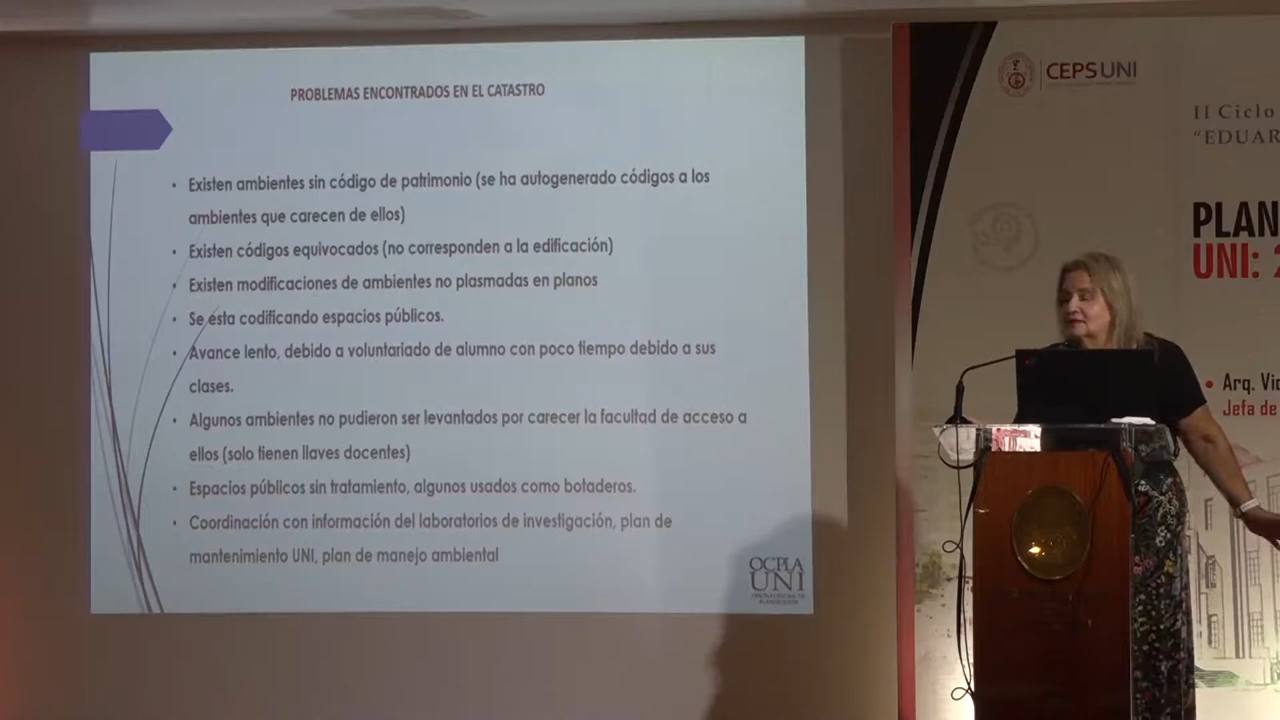 PROBLEMAS ENCONTRADOS EN EL CATASTRO
• Existen ambientes sin código de patrimonio (se ha autogenerado códigos a los
ambientes que carecen de ellos)
• Existen códigos equivocados (no corresponden a la edificación)
• Existen modificaciones de ambientes no plasmadas en planos
• Se esta codificando espacios públicos.
• Avance lento, debido a voluntariado de alumno con poco tiempo debido a sus
clases.
• Algunos ambientes no pudieron ser levantados por carecer la facultad de acceso a
ellos (solo tienen llaves docentes)
• Espacios públicos sin tratamiento, algunos usados como botaderos.
• Coordinación con información del laboratorios de investigación, plan de
mantenimiento UNI, plan de manejo ambiental
OCPLA
UNI
CEPS UNI
II Ciclo
"EDUAR
PLAN
UNI: 2
• Arq. Vic
Jefa de